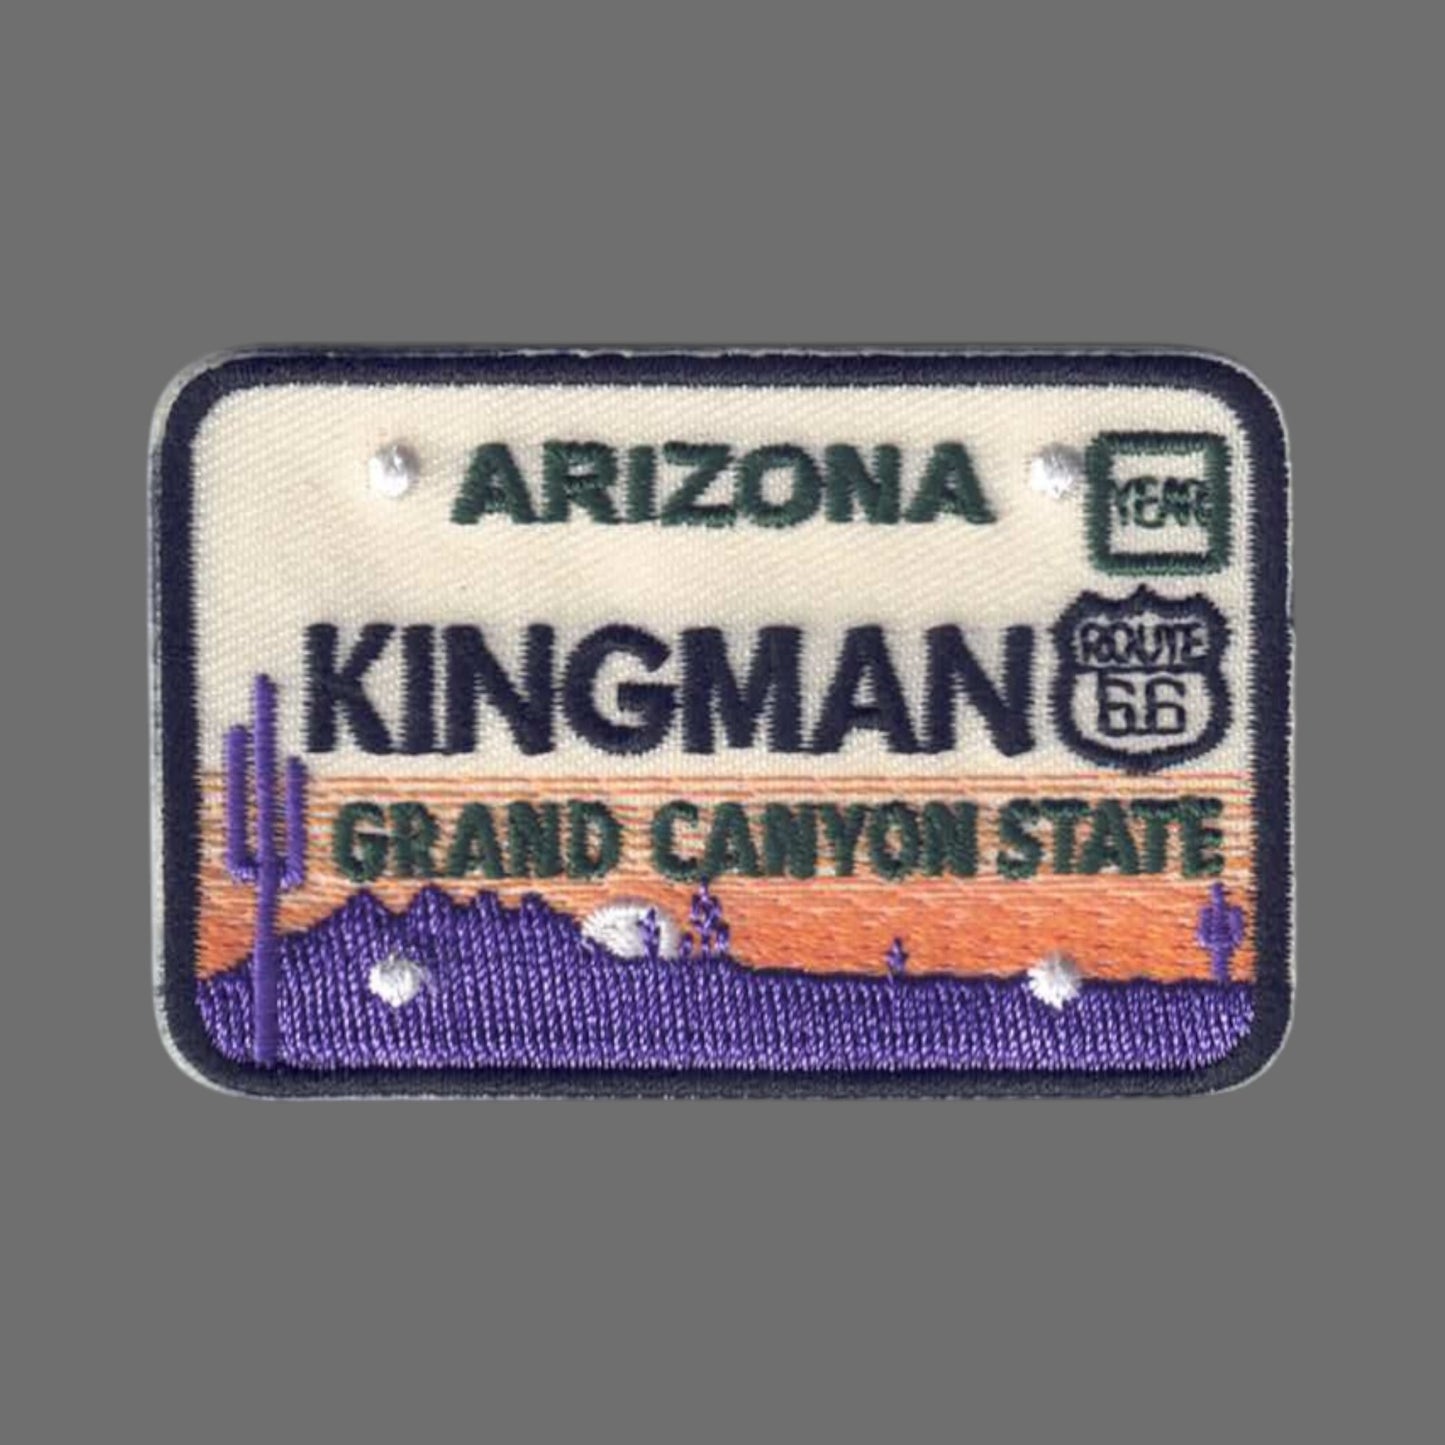 ARIZONA
YEAR
KINGMAN
ROUTE
66
GRAND CANYON STATE